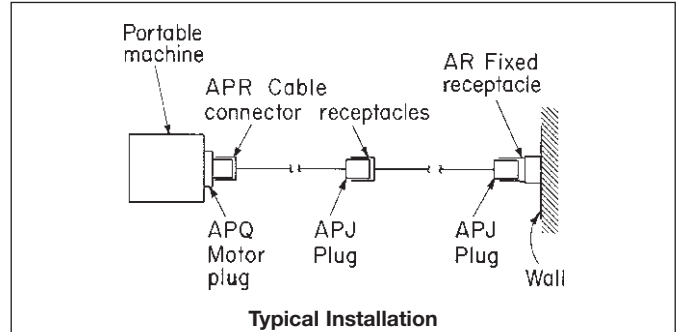 Portable
machine
APR Cable
connector receptacles
AR Fixed
receptacle
APQ
Motor
plug
APJ
Plug
APJ
Plug
Wall
Typical Installation